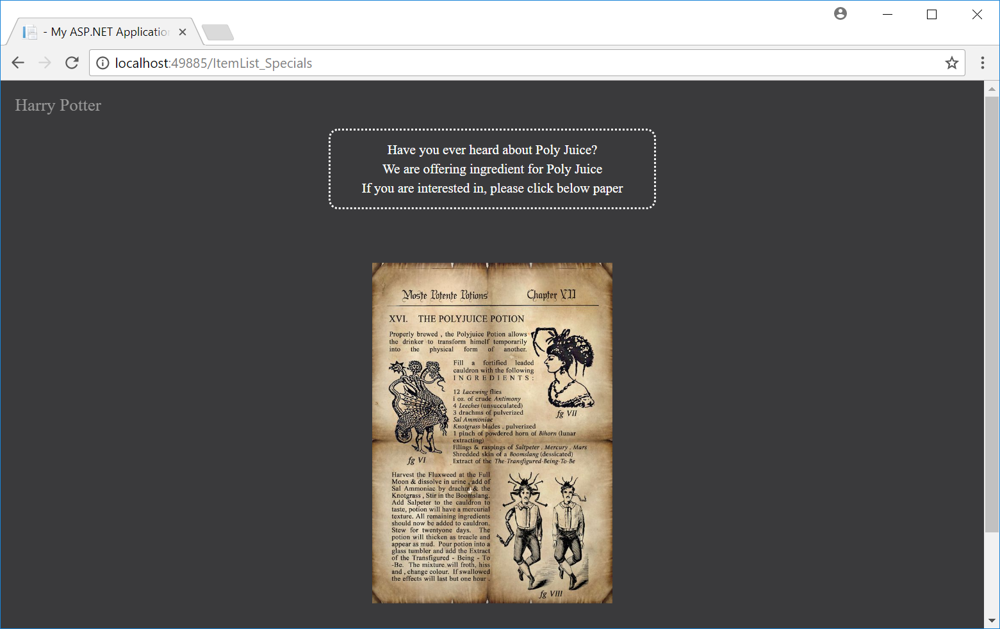 - My ASP.NET Application
localhost:49885/ItemList_Specials
Harry Potter
Have you ever heard about Poly Juice?
We are offering ingredient for Poly Juice
If you are interested in, please click below paper
Moste Potente Potions Chapter VII
XVI. THE POLYJUICE POTION
Properly brewed , the Polyjuice Potion allows
the drinker to transform himelf temporarily
into the physical form of another.
Fill a fortified leaded
cauldron with the following
INGREDIENTS:
12 Lacewing flies
1 oz. of crude Antimony
4 Leeches (unsucculated)
3 drachms of pulverized
Sal Ammoniae
Knotgrass blades , pulverized
1 pinch of powdered horn of Bihorn (lunar
extracting)
Filings & raspings of Saltpeter , Mercury , Mars
Shredded skin of a Boomslang (dessicated)
Extract of the The-Transfigured-Being-To-Be
fg VII
fg VI
Harvest the Fluxweed at the Full
Moon & dissolve in urine , add of
Sal Ammoniac by drachm & the
Knotgrass , Stir in the Boomslang.
Add Salpeter to the cauldron to
taste, potion will have a mercurial
texture. All remaining ingredients
should now be added to cauldron.
Stew for twentyone days. The
potion will thicken as treacle and
appear as mud. Pour potion into a
glass tumbler and add the Extract
of the Transfigured - Being - To
-Be. The mixture will froth, hiss
and , change colour. If swallowed
the effects will last but one hour .
fg VIII